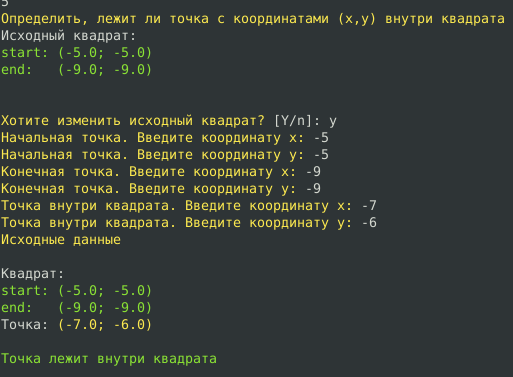 5
Определить, лежит ли точка с координатами (x,y) внутри квадрата
Исходный квадрат:
start: (-5.0; -5.0)
end:   (-9.0; -9.0)
Хотите изменить исходный квадрат? [Y/n]: y
Начальная точка. Введите координату x: -5
Начальная точка. Введите координату y: -5
Конечная точка. Введите координату x: -9
Конечная точка. Введите координату y: -9
Точка внутри квадрата. Введите координату x: -7
Точка внутри квадрата. Введите координату y: -6
Исходные данные
Квадрат:
start: (-5.0; -5.0)
end:   (-9.0; -9.0)
Точка: (-7.0; -6.0)
Точка лежит внутри квадрата